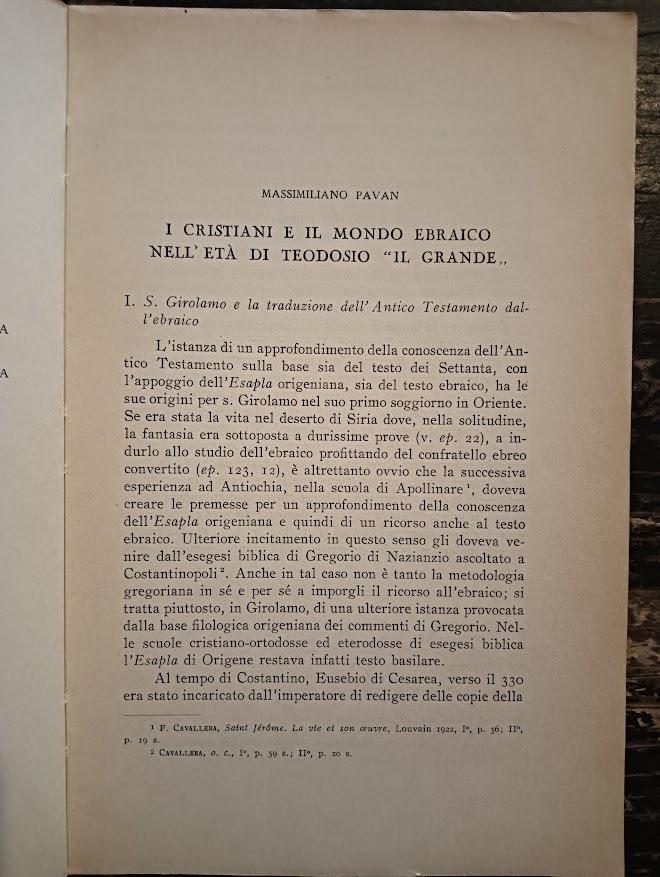 A
A
MASSIMILIANO PAVAN
I CRISTIANI E IL MONDO EBRAICO
NELL' ETÀ DI TEODOSIO “IL GRANDE„
I. S. Girolamo e la traduzione dell' Antico Testamento dal-
l'ebraico
L'istanza di un approfondimento della conoscenza dell'An-
tico Testamento sulla base sia del testo dei Settanta, con
l'appoggio dell'Esapla origeniana, sia del testo ebraico, ha le
sue origini per s. Girolamo nel suo primo soggiorno in Oriente.
Se era stata la vita nel deserto di Siria dove, nella solitudine,
la fantasia era sottoposta a durissime prove (v. ep. 22), a in-
durlo allo studio dell'ebraico profittando del confratello ebreo
convertito (ep. 123, 12), è altrettanto ovvio che la successiva
esperienza ad Antiochia, nella scuola di Apollinare ¹, doveva
creare le premesse per un approfondimento della conoscenza
dell'Esapla origeniana e quindi di un ricorso anche al testo
ebraico. Ulteriore incitamento in questo senso gli doveva ve-
nire dall'esegesi biblica di Gregorio di Nazianzio ascoltato a
Costantinopoli ². Anche in tal caso non è tanto la metodologia
gregoriana in sé e per sé a imporgli il ricorso all'ebraico; si
tratta piuttosto, in Girolamo, di una ulteriore istanza provocata
dalla base filologica origeniana dei commenti di Gregorio. Nel-
le scuole cristiano-ortodosse ed eterodosse di esegesi biblica
l'Esapla di Origene restava infatti testo basilare.
Al tempo di Costantino, Eusebio di Cesarea, verso il 330
era stato incaricato dall'imperatore di redigere delle copie della
¹ F. CAVALLERA, Saint Jérôme. La vie et son œuvre, Louvain 1922, Iº, p. 56; IIº,
p. 19 s.
² CAVALLERA, o. c., Iº, p. 59 s.; IIº, p. 20 s.